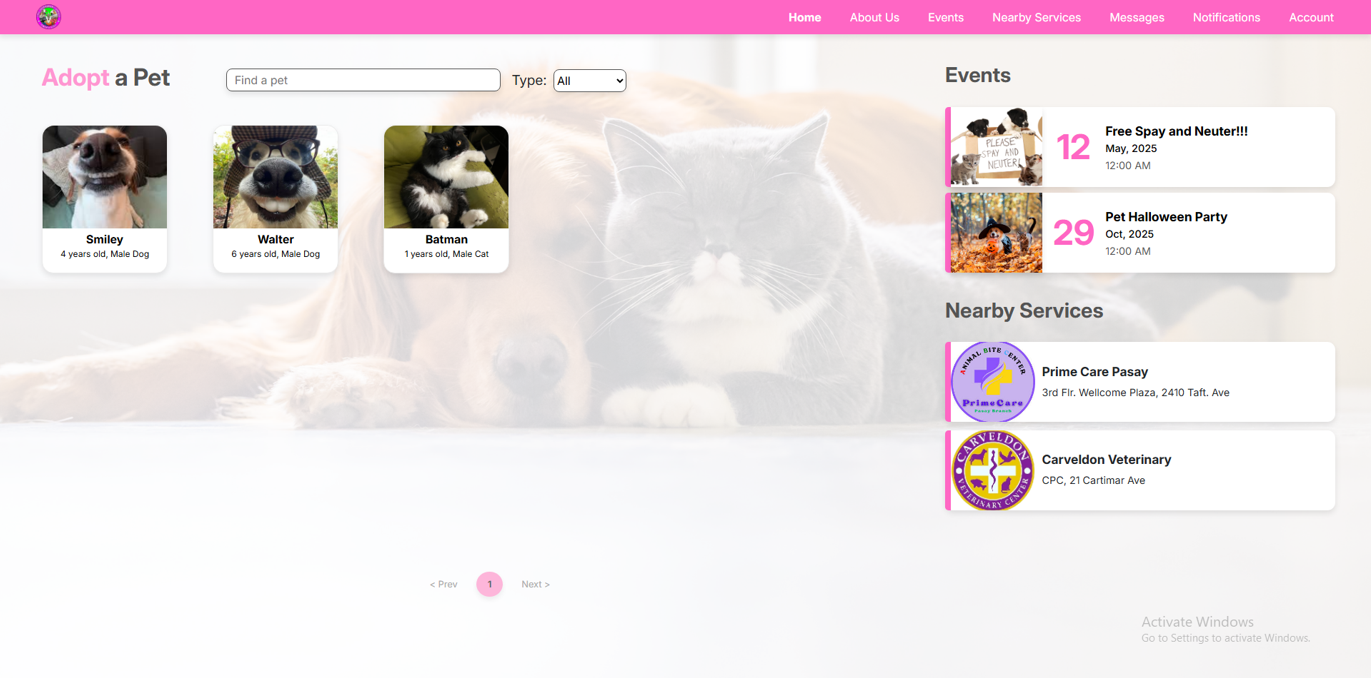 Home About Us Events Nearby Services Messages Notifications Account
Adopt a Pet
Find a pet
Type: All
Smiley
4 years old, Male Dog
Walter
6 years old, Male Dog
Batman
1 year old, Male Cat
< Prev 1 Next >
Events
PLEASE
SPAY AND
NEUTER!
12
Free Spay and Neuter!!!
May, 2025
12:00 AM
29
Pet Halloween Party
Oct, 2025
12:00 AM
Nearby Services
ANIMAL BITE CENTER
PrimeCare
Pasay Branch
Prime Care Pasay
3rd Flr. Wellcome Plaza, 2410 Taft. Ave
CARVELDON
VETERINARY CENTER
Carveldon Veterinary
CPC, 21 Cartimar Ave
Activate Windows
Go to Settings to activate Windows.